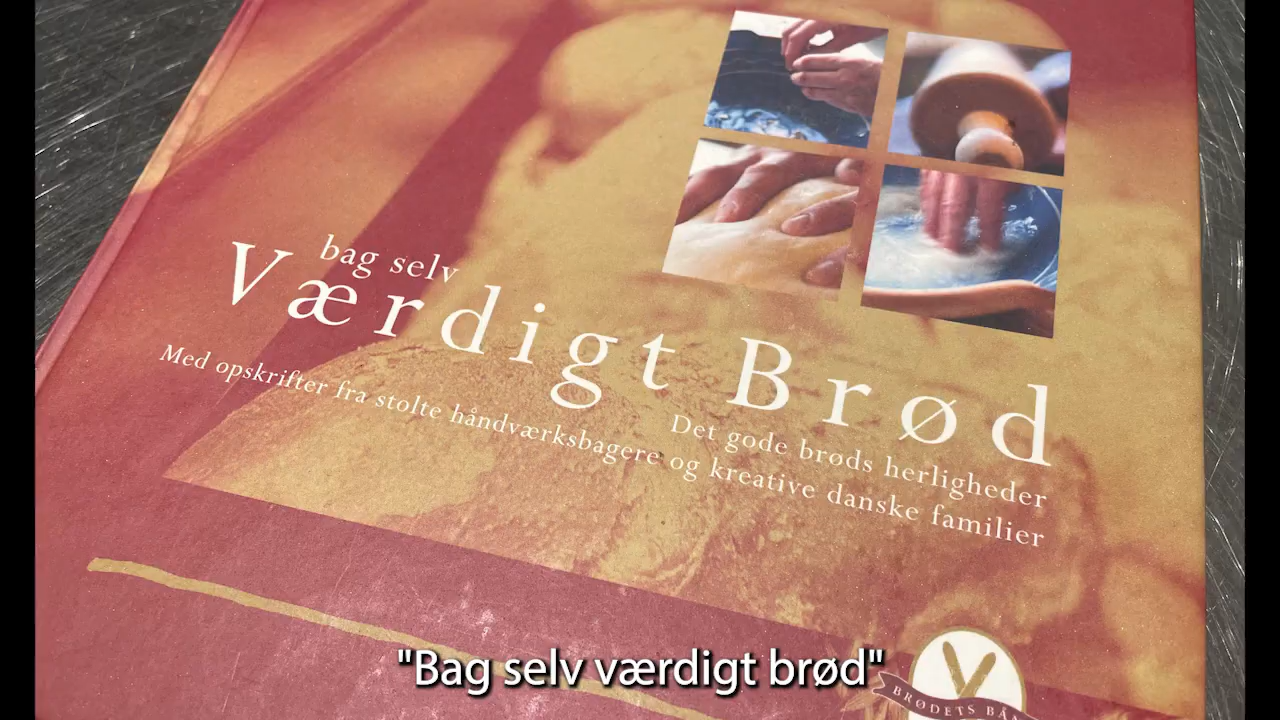 bag selv
Værdigt Brød
Det gode brøds herligheder
Med opskrifter fra stolte håndværksbagere og kreative danske familier
BRØDETS
"Bag selv værdigt brød"